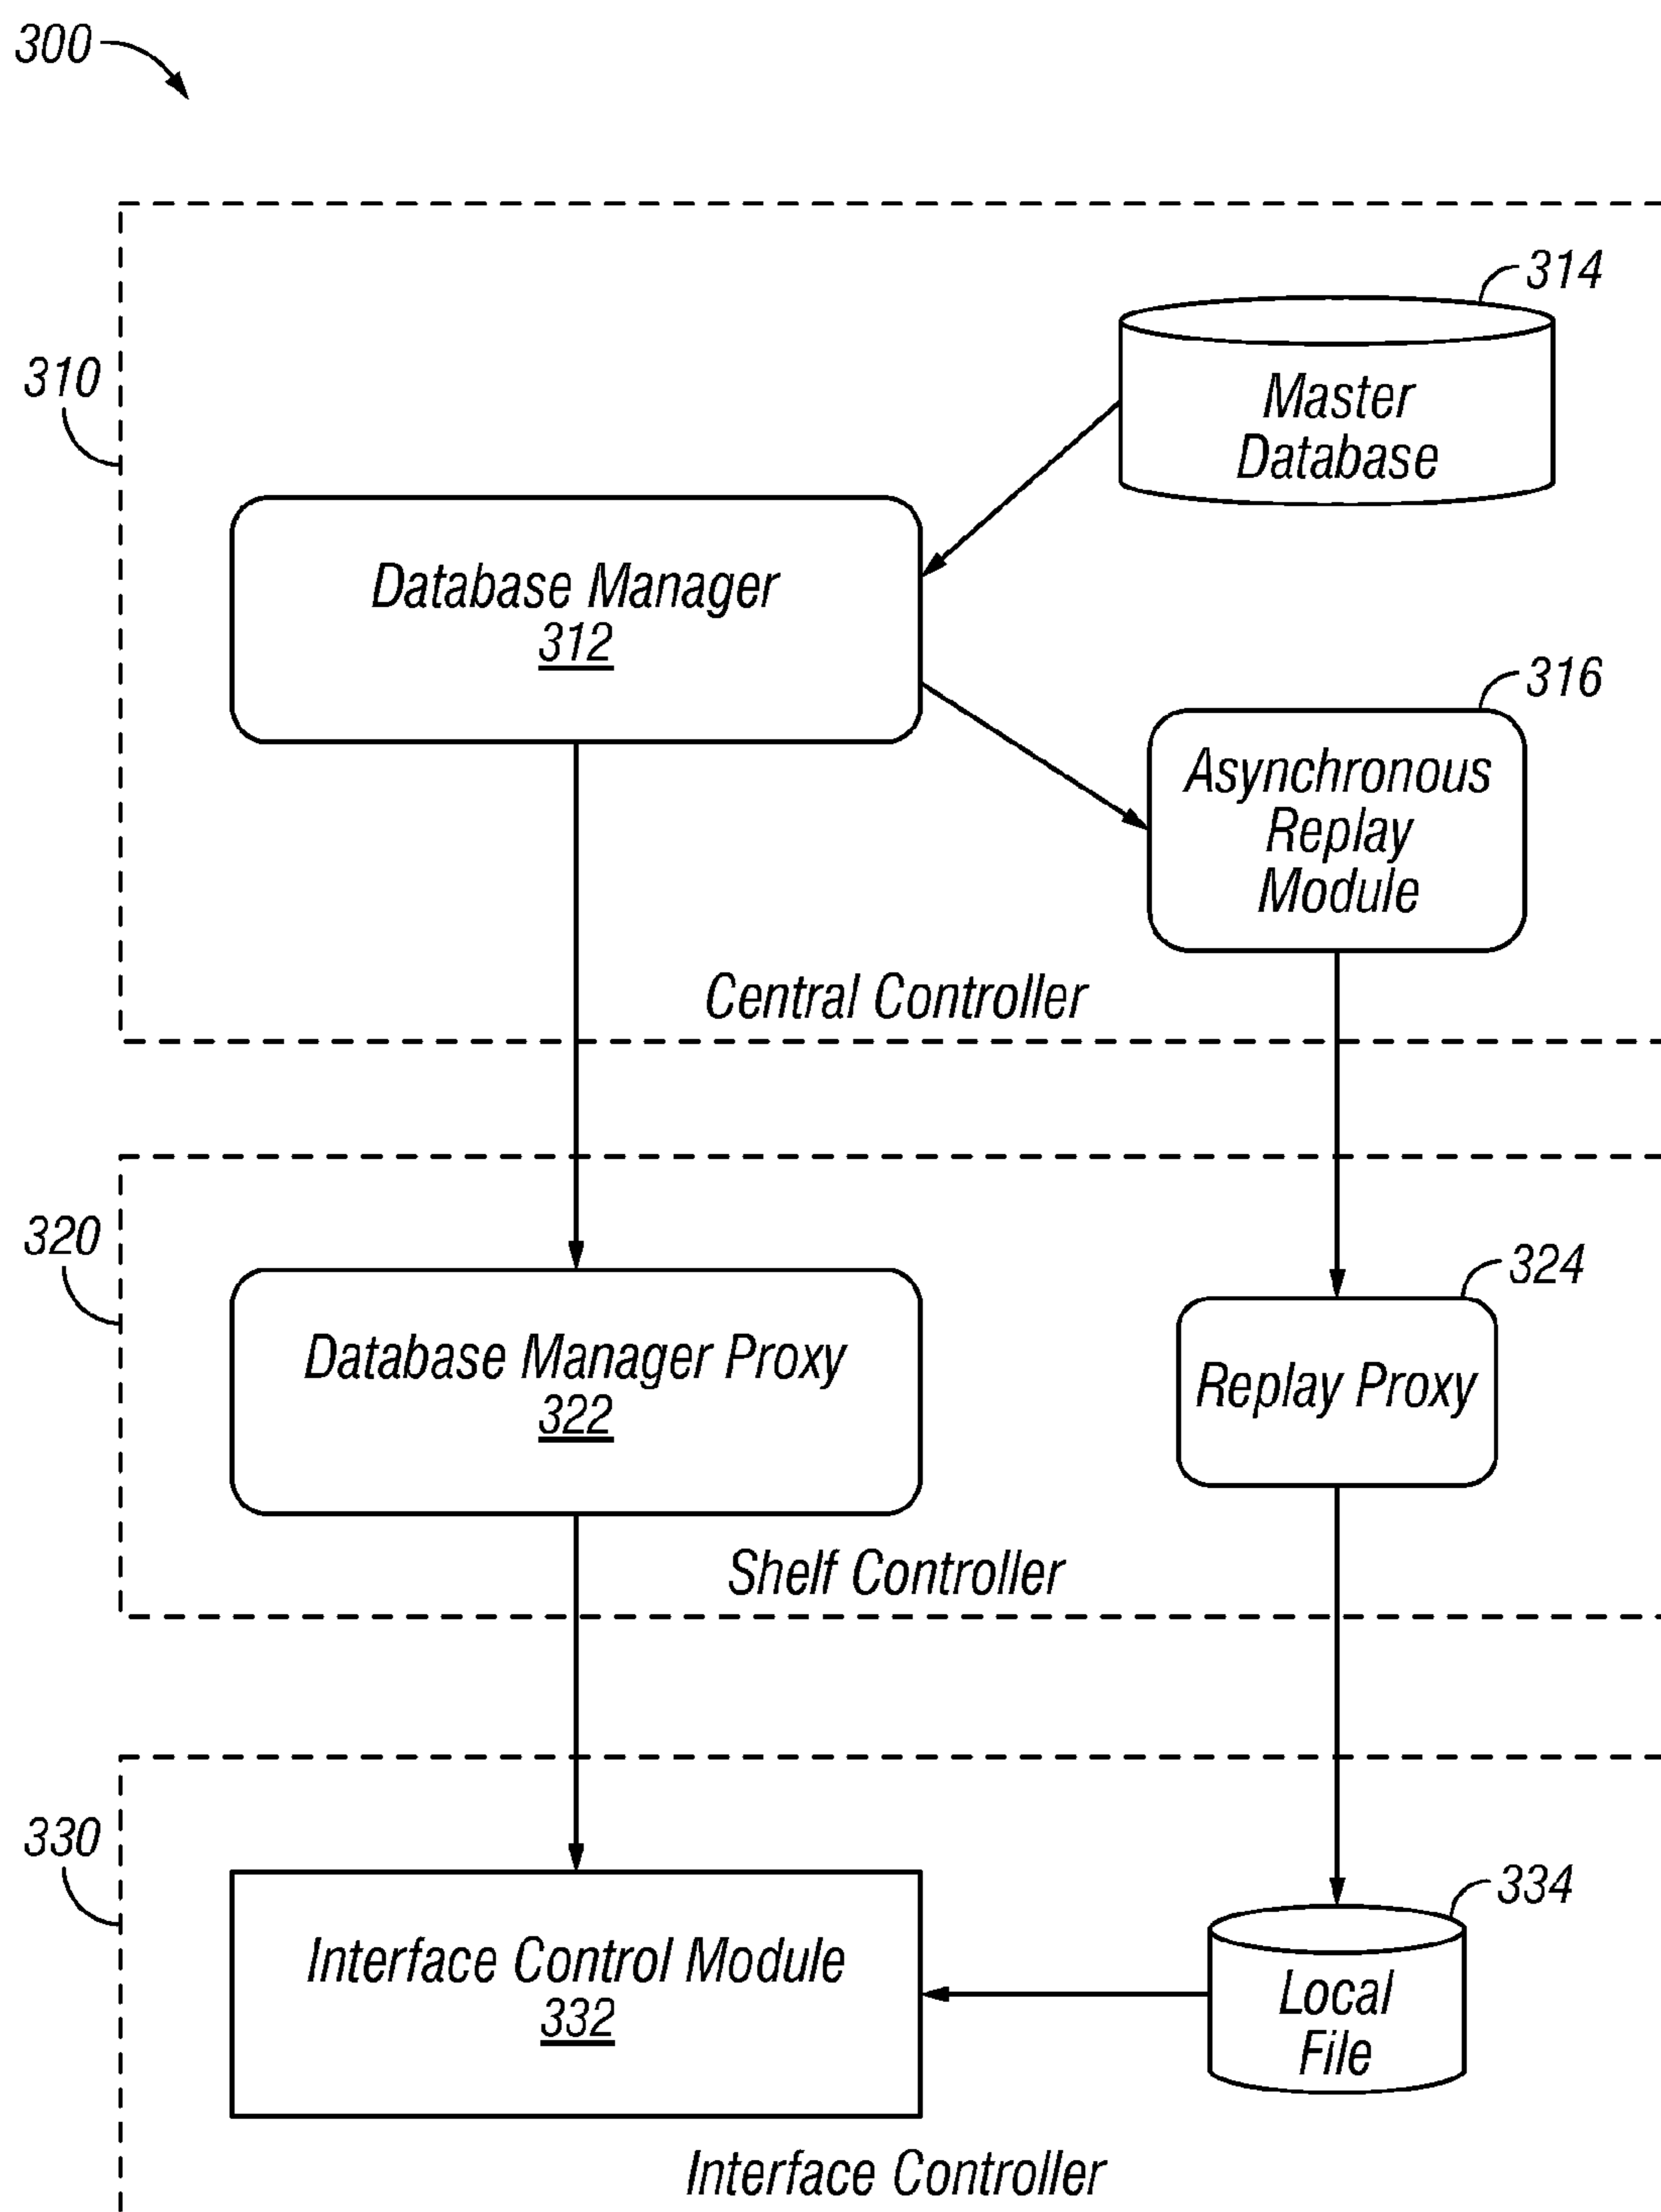 300
314
310
Master
Database
Database Manager
312
316
Asynchronous
Replay
Module
Central Controller
320
324
Database Manager Proxy
322
Replay Proxy
Shelf Controller
330
334
Interface Control Module
332
Local
File
Interface Controller